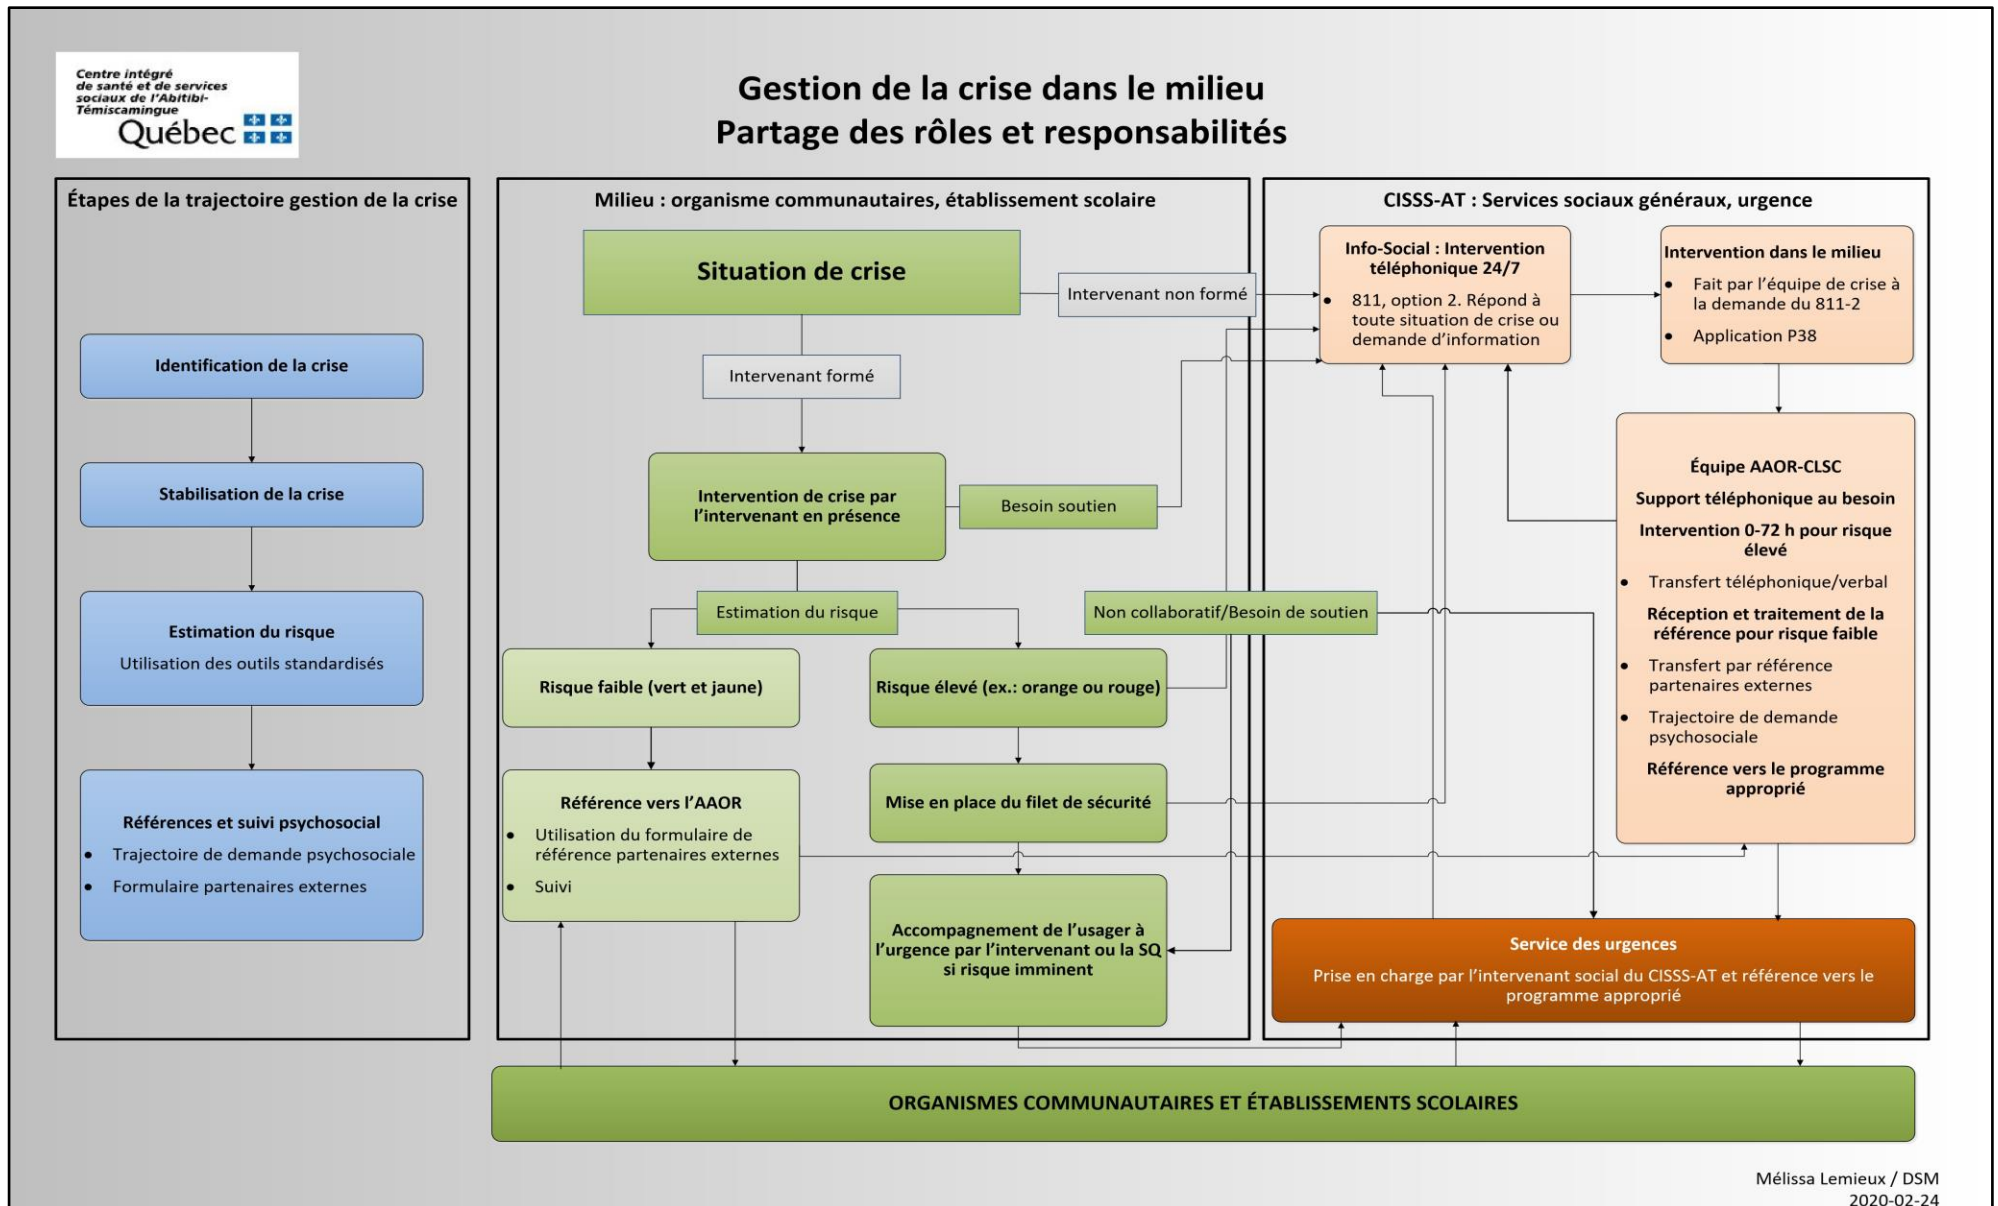 Centre intégré
de santé et de services
sociaux de l'Abitibi-
Témiscamingue
Québec
Gestion de la crise dans le milieu
Partage des rôles et responsabilités
Étapes de la trajectoire gestion de la crise
Identification de la crise
Stabilisation de la crise
Estimation du risque
Utilisation des outils standardisés
Références et suivi psychosocial
• Trajectoire de demande psychosociale
• Formulaire partenaires externes
Milieu : organisme communautaires, établissement scolaire
Situation de crise
Intervenant non formé
Intervenant formé
Intervention de crise par
l'intervenant en présence
Besoin soutien
Estimation du risque
Non collaboratif/Besoin de soutien
Risque faible (vert et jaune)
Risque élevé (ex.: orange ou rouge)
Référence vers l'AAOR
• Utilisation du formulaire de
référence partenaires externes
• Suivi
Mise en place du filet de sécurité
Accompagnement de l'usager à
l'urgence par l'intervenant ou la SQ
si risque imminent
CISSS-AT : Services sociaux généraux, urgence
Info-Social : Intervention
téléphonique 24/7
• 811, option 2. Répond à
toute situation de crise ou
demande d'information
Intervention dans le milieu
• Fait par l'équipe de crise à
la demande du 811-2
• Application P38
Équipe AAOR-CLSC
Support téléphonique au besoin
Intervention 0-72 h pour risque
élevé
• Transfert téléphonique/verbal
Réception et traitement de la
référence pour risque faible
• Transfert par référence
partenaires externes
• Trajectoire de demande
psychosociale
Référence vers le programme
approprié
Service des urgences
Prise en charge par l'intervenant social du CISSS-AT et référence vers le
programme approprié
ORGANISMES COMMUNAUTAIRES ET ÉTABLISSEMENTS SCOLAIRES
Mélissa Lemieux / DSM
2020-02-24